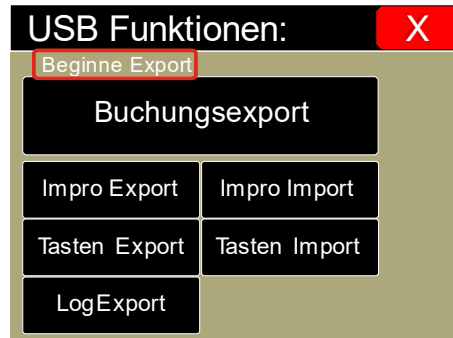 USB Funktionen: X
Beginne Export
Buchungsexport
Impro Export Impro Import
Tasten Export Tasten Import
LogExport